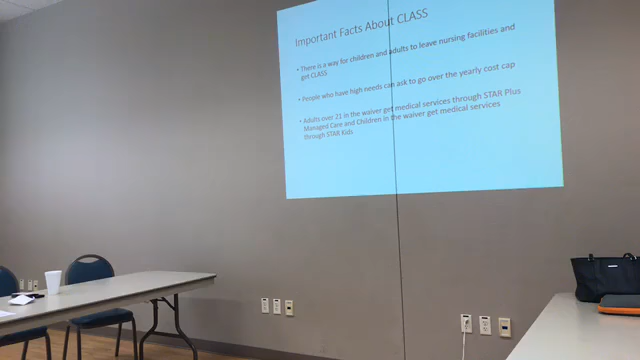 Important Facts About CLASS
• There is a way for children and adults to leave nursing facilities and
get CLASS
• People who have high needs can ask to go over the yearly cost cap
• Adults over 21 in the waiver get medical services through STAR Plus
Managed Care and Children in the waiver get medical services
through STAR Kids